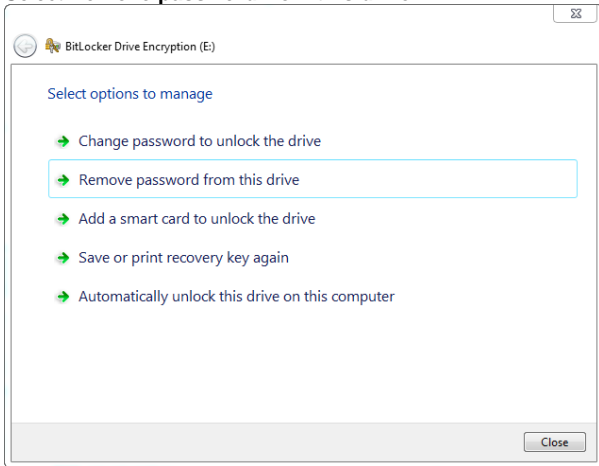 BitLocker Drive Encryption (E:)
Select options to manage
Change password to unlock the drive
Remove password from this drive
Add a smart card to unlock the drive
Save or print recovery key again
Automatically unlock this drive on this computer
Close